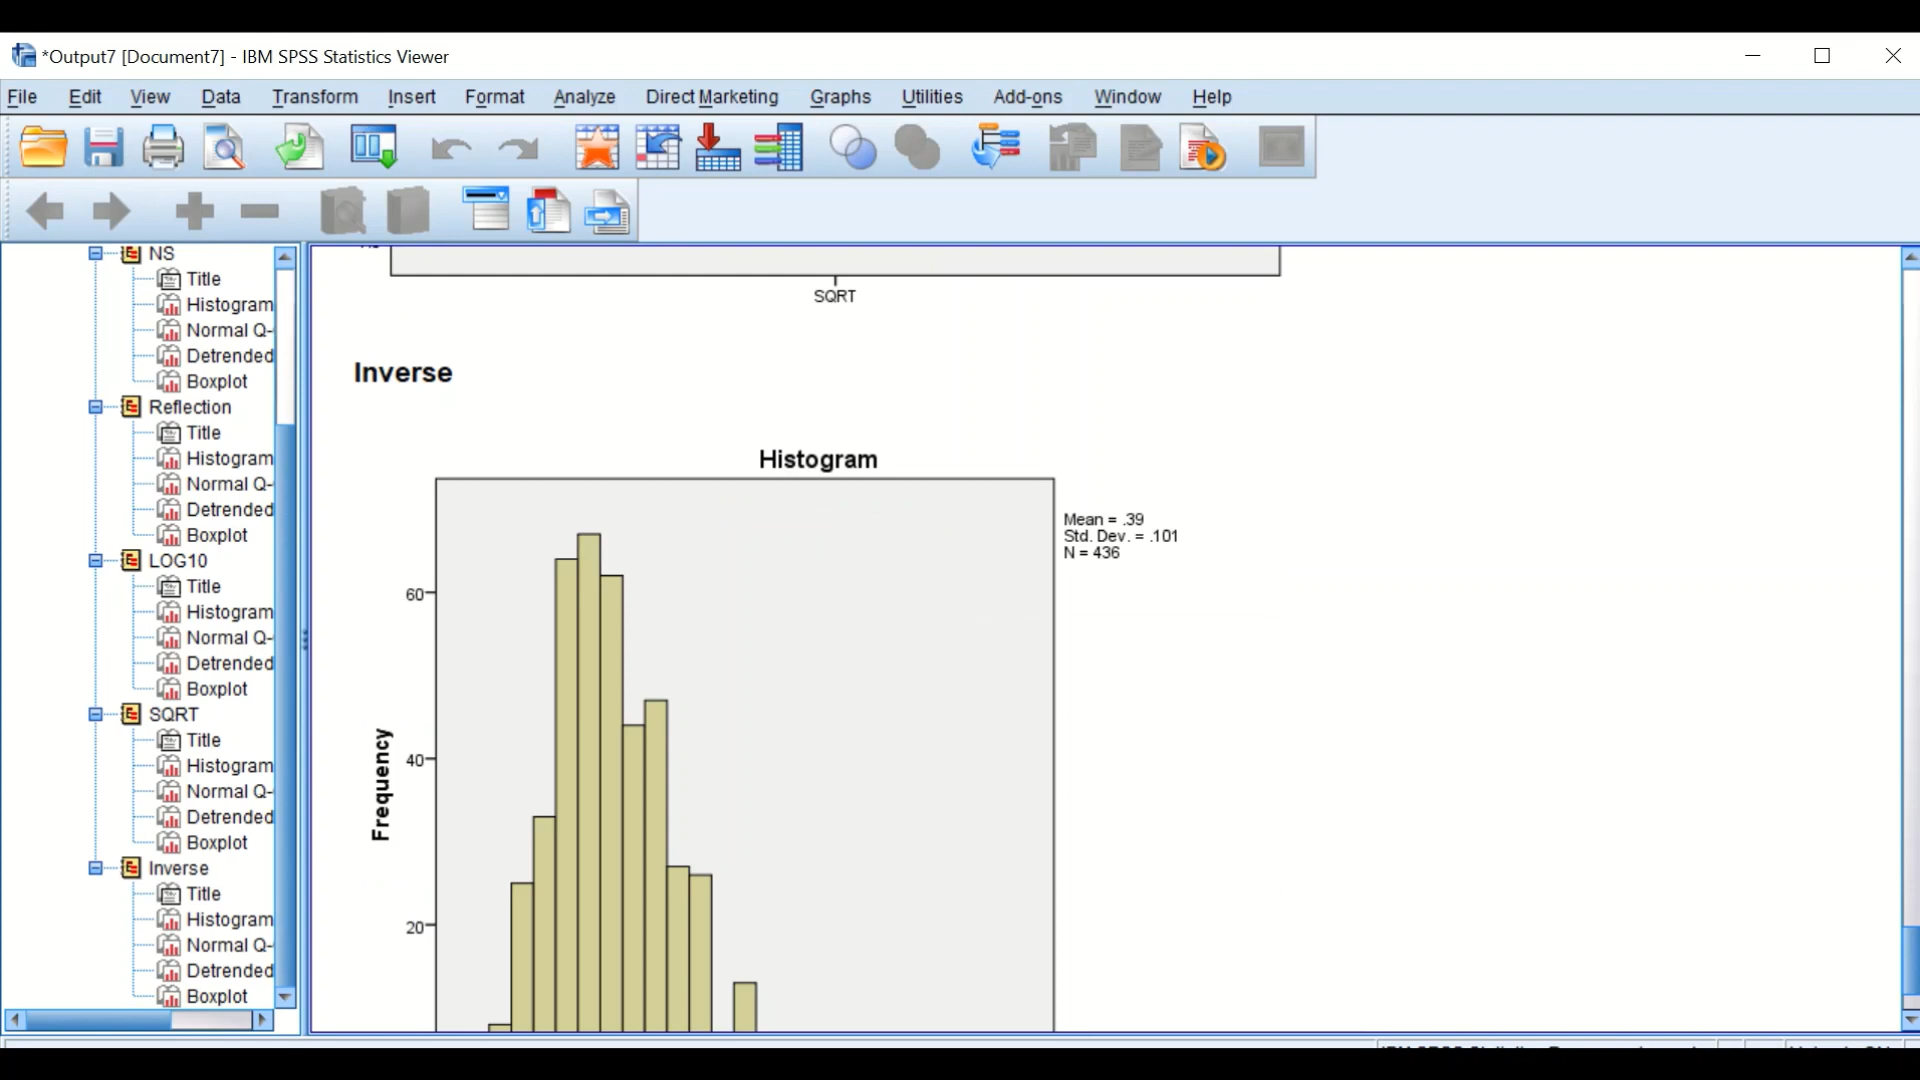 *Output7 [Document7] - IBM SPSS Statistics Viewer
File Edit View Data Transform Insert Format Analyze Direct Marketing Graphs Utilities Add-ons Window Help
NS
Title
Histogram
Normal Q-
Detrended
Boxplot
Reflection
Title
Histogram
Normal Q-
Detrended
Boxplot
LOG10
Title
Histogram
Normal Q-
Detrended
Boxplot
SQRT
Title
Histogram
Normal Q-
Detrended
Boxplot
Inverse
Title
Histogram
Normal Q-
Detrended
Boxplot
SQRT
Inverse
Histogram
Mean = .39
Std. Dev. = .101
N = 436
60
40
20
Frequency